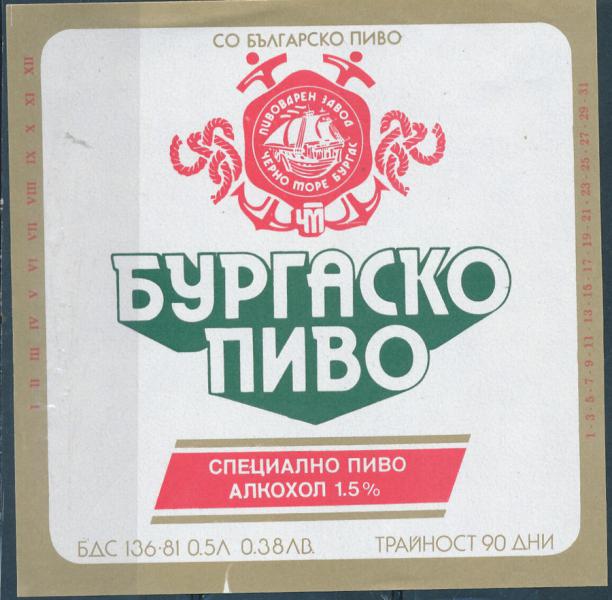 СО БЪЛГАРСКО ПИВО
ПИВОВАРЕН ЗАВОД
ЧЕРНО МОРЕ БУРГАС
ЧМ
БУРГАСКО
ПИВО
СПЕЦИАЛНО ПИВО
АЛКОХОЛ 1.5%
БДС 136·81 0.5Л 0.38ЛВ.
ТРАЙНОСТ 90 ДНИ
I II III IV V VI VII VIII IX X XI XII
1·3·5·7·9·11·13·15·17·19·21·23·25·27·29·31